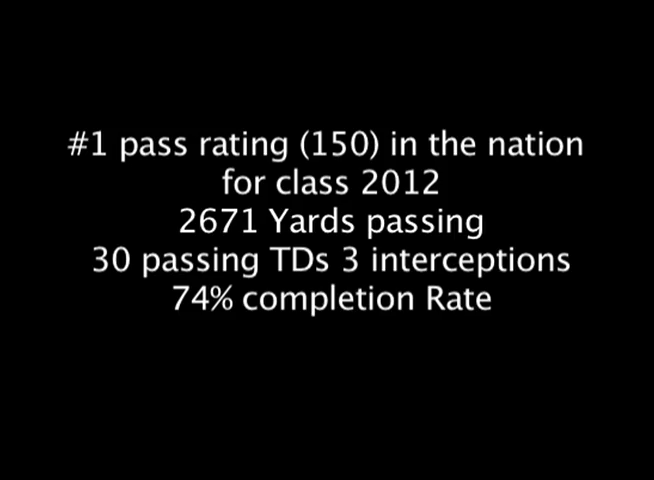 #1 pass rating (150) in the nation
for class 2012
2671 Yards passing
30 passing TDs 3 interceptions
74% completion Rate